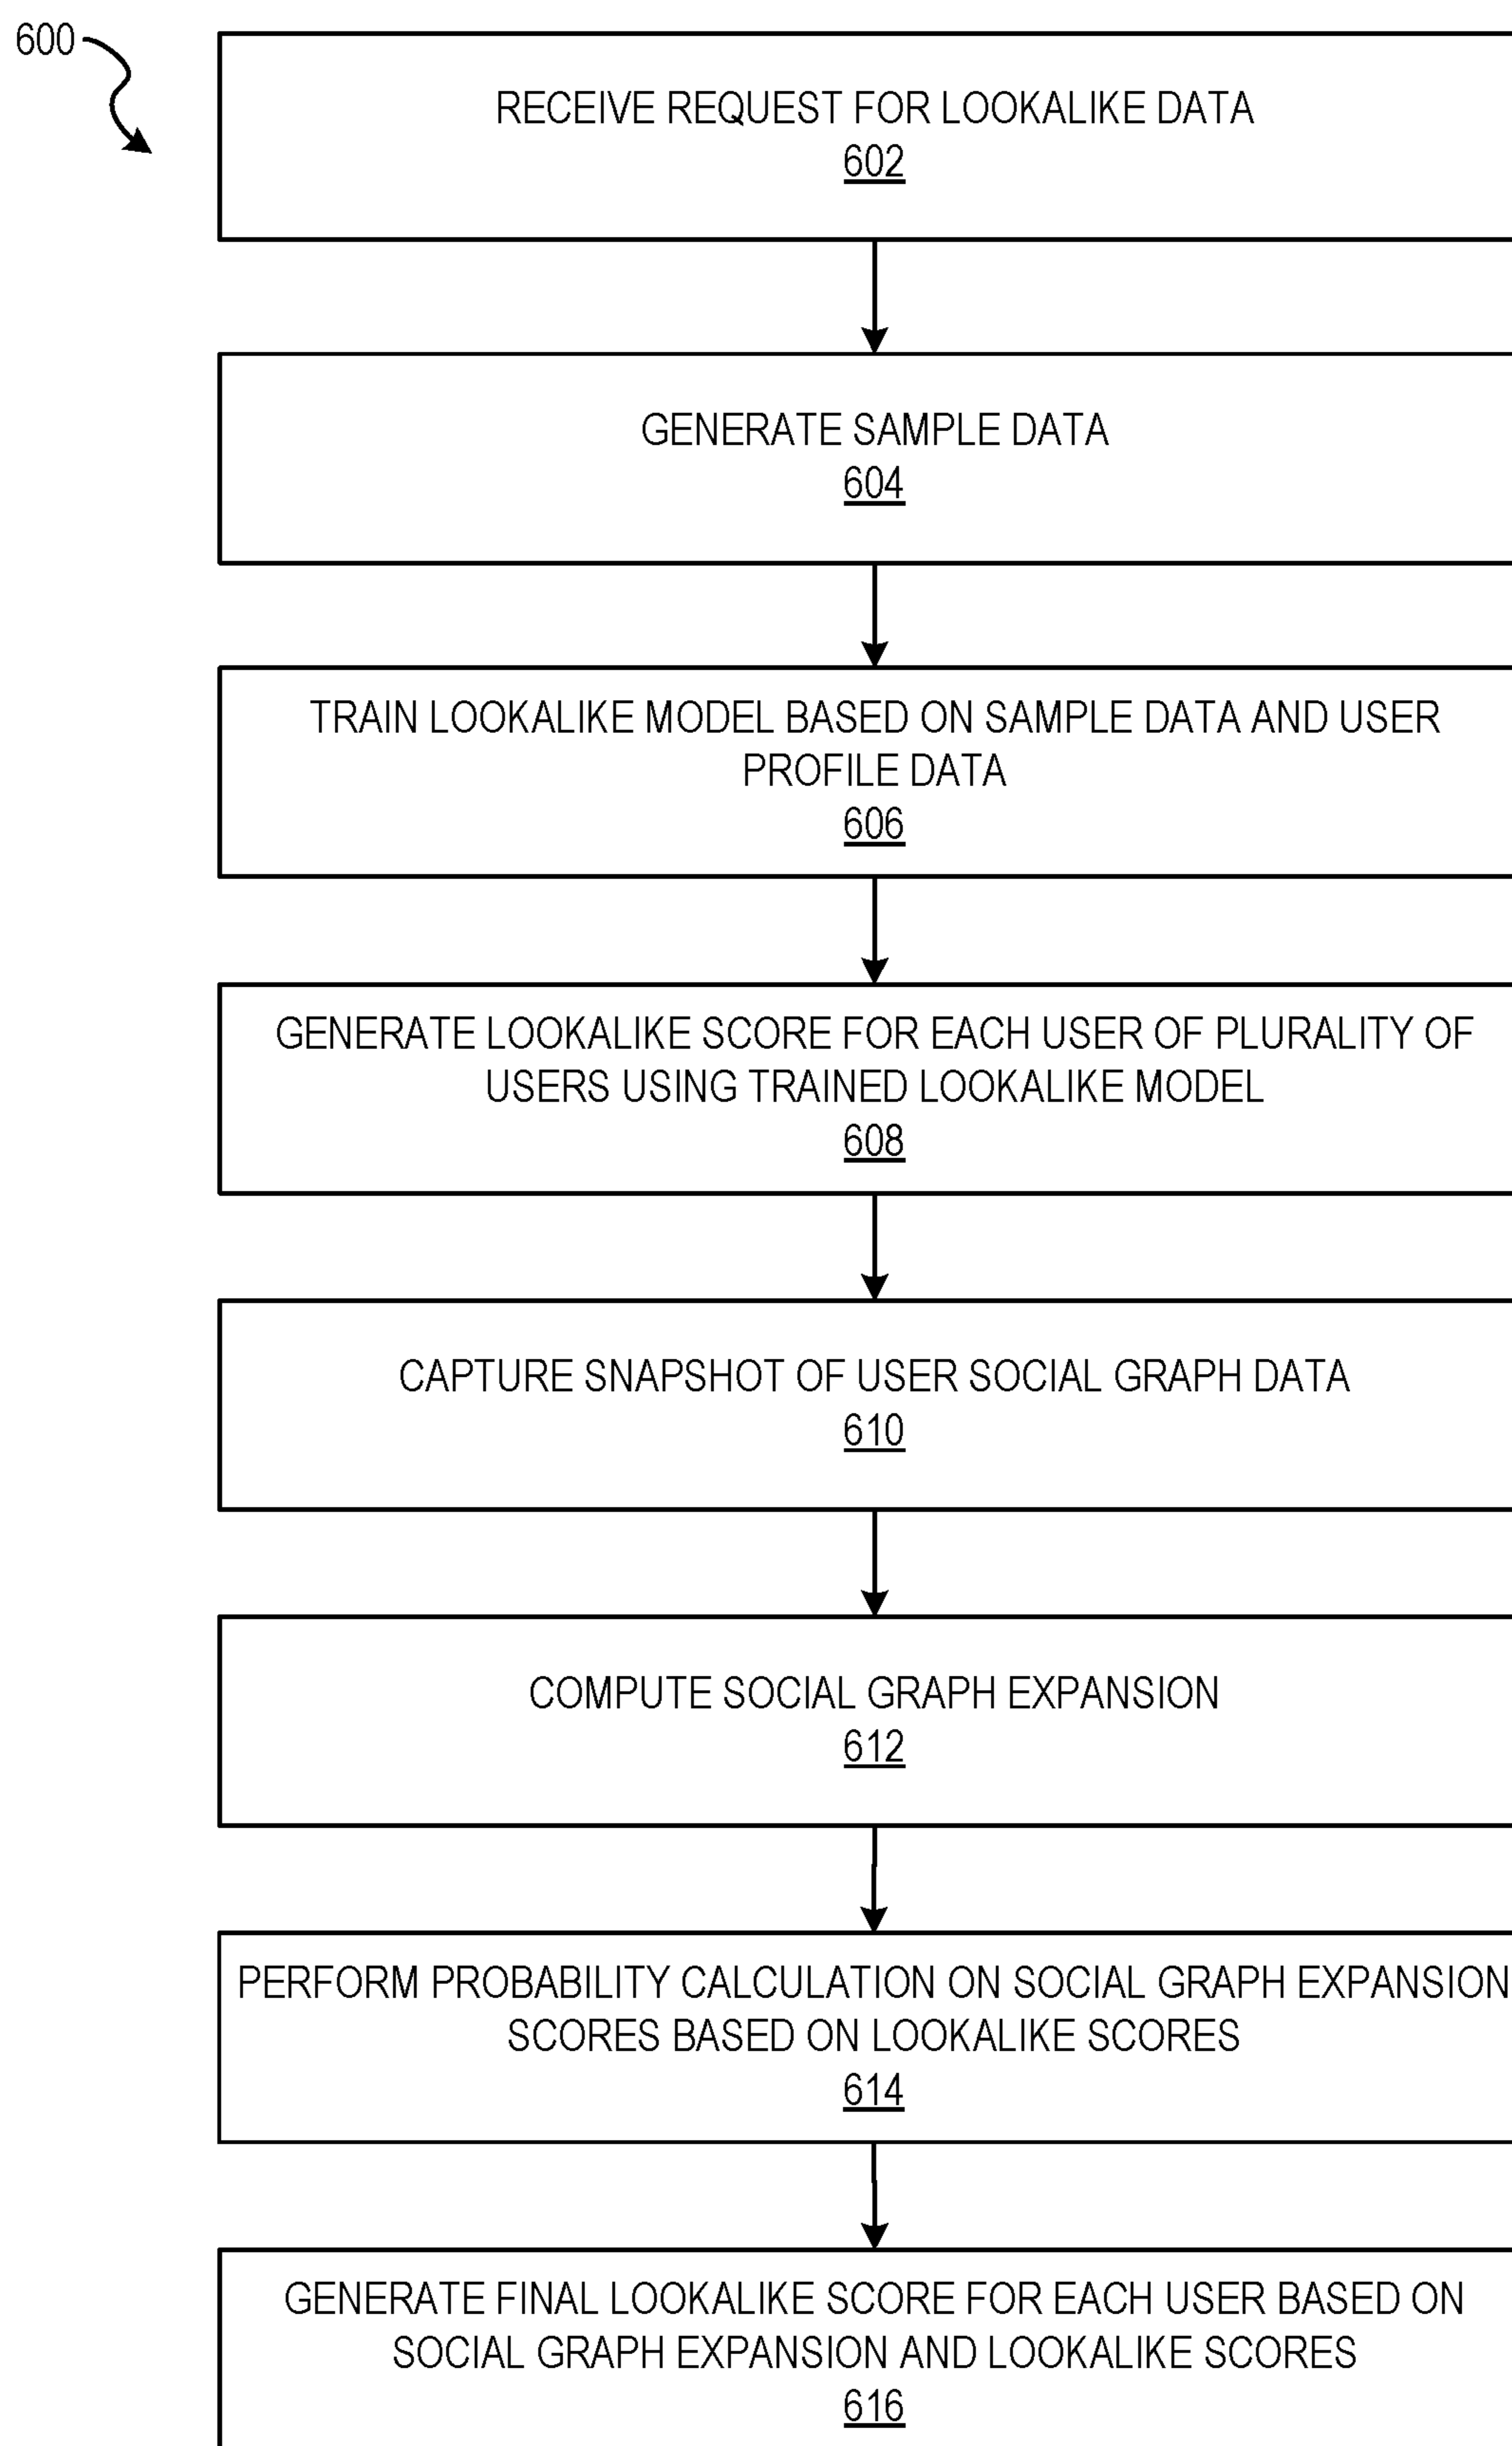 600
RECEIVE REQUEST FOR LOOKALIKE DATA
602
GENERATE SAMPLE DATA
604
TRAIN LOOKALIKE MODEL BASED ON SAMPLE DATA AND USER
PROFILE DATA
606
GENERATE LOOKALIKE SCORE FOR EACH USER OF PLURALITY OF
USERS USING TRAINED LOOKALIKE MODEL
608
CAPTURE SNAPSHOT OF USER SOCIAL GRAPH DATA
610
COMPUTE SOCIAL GRAPH EXPANSION
612
PERFORM PROBABILITY CALCULATION ON SOCIAL GRAPH EXPANSION
SCORES BASED ON LOOKALIKE SCORES
614
GENERATE FINAL LOOKALIKE SCORE FOR EACH USER BASED ON
SOCIAL GRAPH EXPANSION AND LOOKALIKE SCORES
616